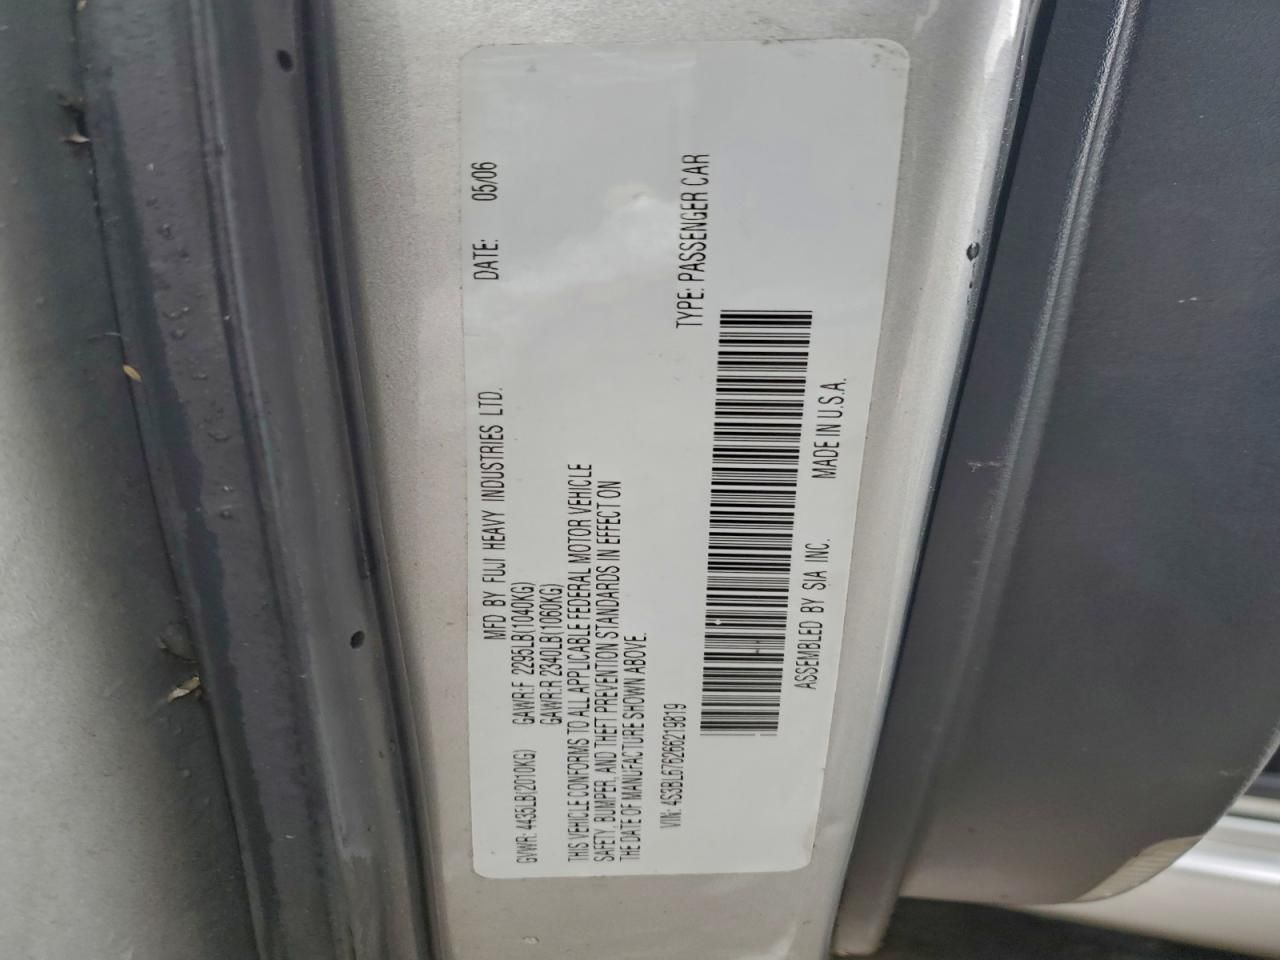 MFD BY FUJI HEAVY INDUSTRIES LTD. DATE: 05/06
GVWR: 4435LB(2010KG) GAWR:F 2295LB(1040KG)
GAWR:R 2340LB(1060KG)
THIS VEHICLE CONFORMS TO ALL APPLICABLE FEDERAL MOTOR VEHICLE
SAFETY, BUMPER, AND THEFT PREVENTION STANDARDS IN EFFECT ON
THE DATE OF MANUFACTURE SHOWN ABOVE.
VIN: 4S3BL676266219819 TYPE: PASSENGER CAR
ASSEMBLED BY SIA INC. MADE IN U.S.A.